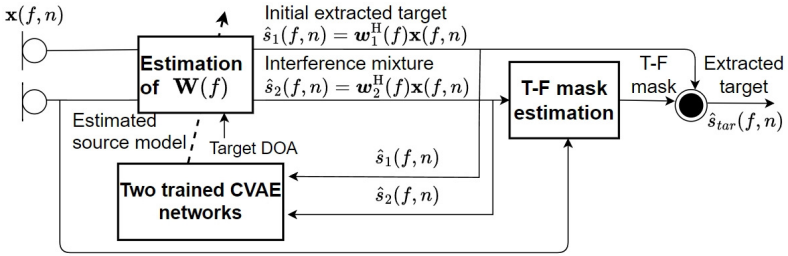 x(f,n)
Initial extracted target
ŝ₁(f,n) = w₁ᴴ(f)x(f,n)
Interference mixture
ŝ₂(f,n) = w₂ᴴ(f)x(f,n)
Estimation
of W(f)
T-F mask
estimation
T-F
mask
Extracted
target
ŝₜₐᵣ(f,n)
Estimated
source model
Target DOA
Two trained CVAE
networks
ŝ₁(f,n)
ŝ₂(f,n)